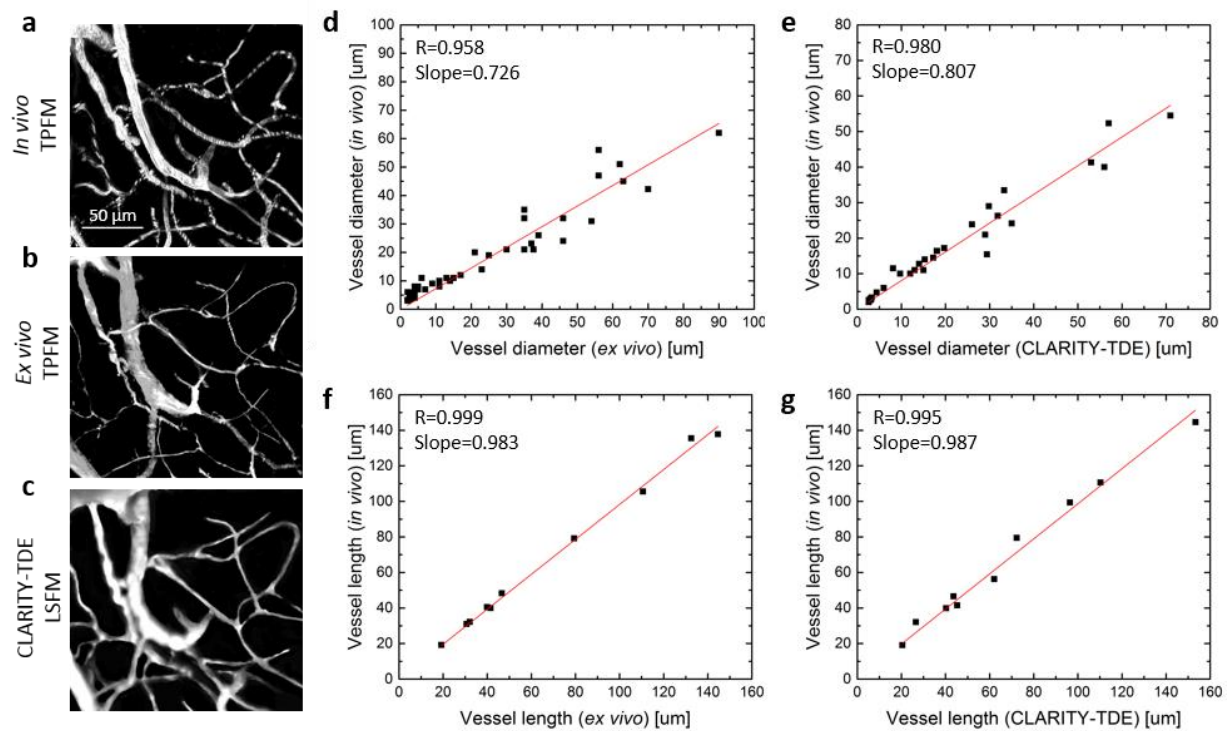 a
In vivo
TPFM
50 µm
b
Ex vivo
TPFM
c
CLARITY-TDE
LSFM
d
R=0.958
Slope=0.726
Vessel diameter (in vivo) [um]
100
90
80
70
60
50
40
30
20
10
0
0 10 20 30 40 50 60 70 80 90 100
Vessel diameter (ex vivo) [um]
e
R=0.980
Slope=0.807
Vessel diameter (in vivo) [um]
80
70
60
50
40
30
20
10
0
0 10 20 30 40 50 60 70 80
Vessel diameter (CLARITY-TDE) [um]
f
R=0.999
Slope=0.983
Vessel length (in vivo) [um]
160
140
120
100
80
60
40
20
0
0 20 40 60 80 100 120 140 160
Vessel length (ex vivo) [um]
g
R=0.995
Slope=0.987
Vessel length (in vivo) [um]
160
140
120
100
80
60
40
20
0
0 20 40 60 80 100 120 140 160
Vessel length (CLARITY-TDE) [um]